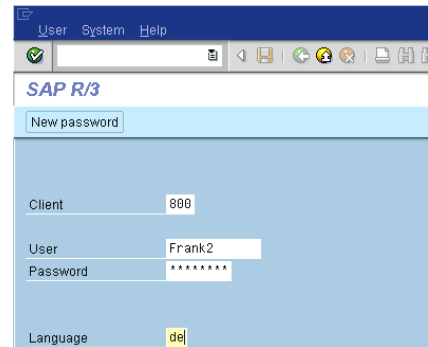 User System Help
SAP R/3
New password
Client 800
User Frank2
Password ********
Language de